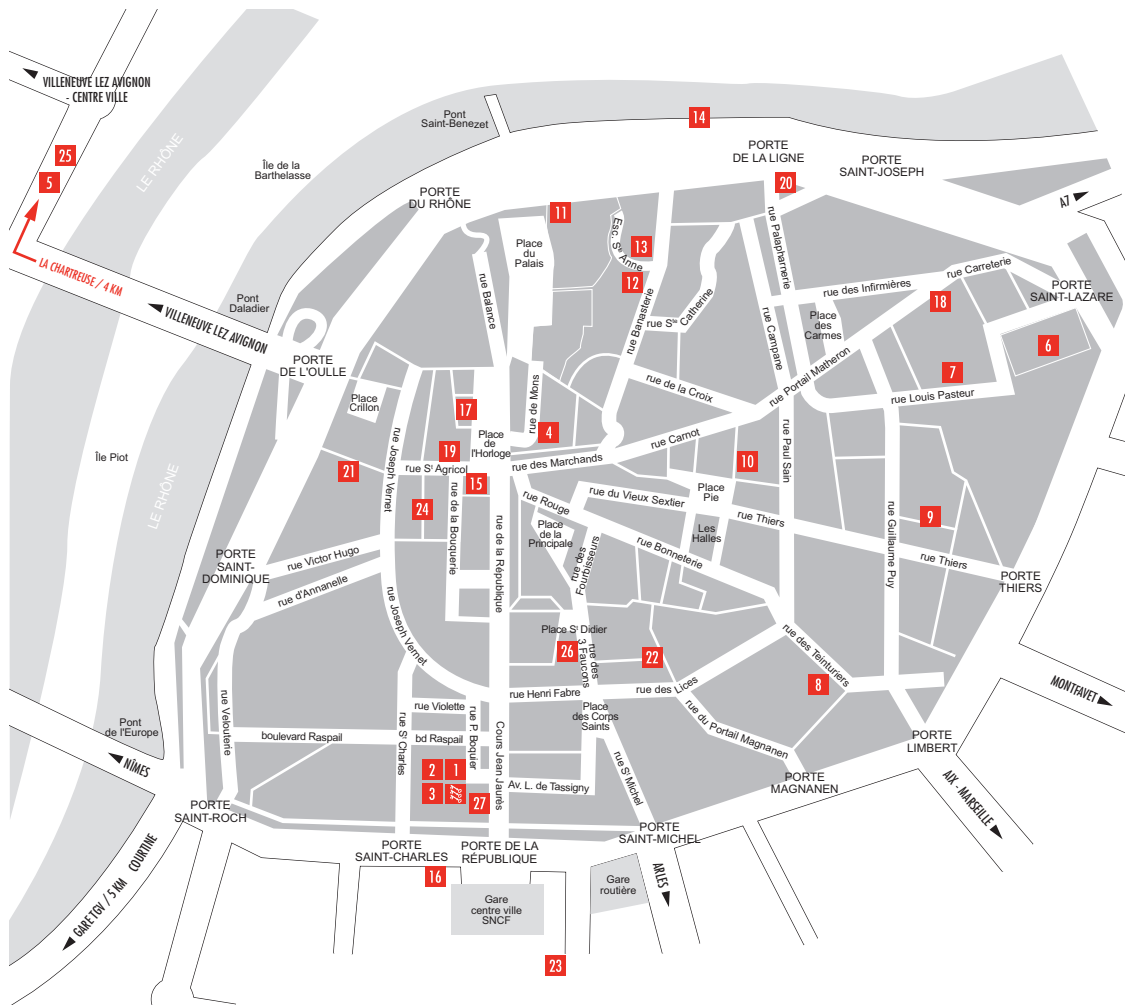 VILLENEUVE LEZ AVIGNON
- CENTRE VILLE
25
5
LA CHARTREUSE / 4 KM
LE RHÔNE
Île de la
Barthelasse
Pont
Saint-Benezet
14
PORTE
DE LA LIGNE
PORTE
SAINT-JOSEPH
20
A7
PORTE
DU RHÔNE
11
Place
du
Palais
Esc. Ste Anne
13
12
rue Banasterie
rue Ste Catherine
rue Palapharnerie
rue Campane
rue des Infirmières
rue Carreterie
PORTE
SAINT-LAZARE
18
6
7
Place
des
Carmes
rue Portail Matheron
rue Louis Pasteur
Pont
Daladier
VILLENEUVE LEZ AVIGNON
PORTE
DE L'OULLE
Place
Crillon
rue Balance
rue de Mons
17
4
Place
de
l'Horloge
rue de la Croix
rue Carnot
rue des Marchands
19
rue St Agricol
15
21
24
rue Joseph Vernet
rue de la Bouquerie
rue de la République
10
rue Paul Sain
Place
Pie
rue du Vieux Sextier
rue Thiers
Les
Halles
rue Rouge
Place
de la
Principale
rue des
Fourbisseurs
rue Bonneterie
rue Guillaume Puy
9
rue Thiers
PORTE
THIERS
Île Piot
LE RHÔNE
PORTE
SAINT-
DOMINIQUE
rue Victor Hugo
rue d'Annanelle
rue Joseph Vernet
Place St Didier
26
rue des
3 Faucons
22
rue des Teinturiers
8
rue Henri Fabre
rue des Lices
Place
des Corps
Saints
rue du Portail Magnanen
MONTFAVET
PORTE
LIMBERT
PORTE
MAGNANEN
AIX - MARSEILLE
rue Velouterie
Pont
de l'Europe
NÎMES
boulevard Raspail
rue Violette
bd Raspail
rue St Charles
rue P. Boquier
Cours Jean Jaurès
2
1
3
27
Av. L. de Tassigny
rue St Michel
PORTE
SAINT-ROCH
PORTE
SAINT-CHARLES
PORTE DE LA
RÉPUBLIQUE
PORTE
SAINT-MICHEL
16
Gare
centre ville
SNCF
Gare
routière
ARLES
23
GARE TGV / 5 KM COURTINE